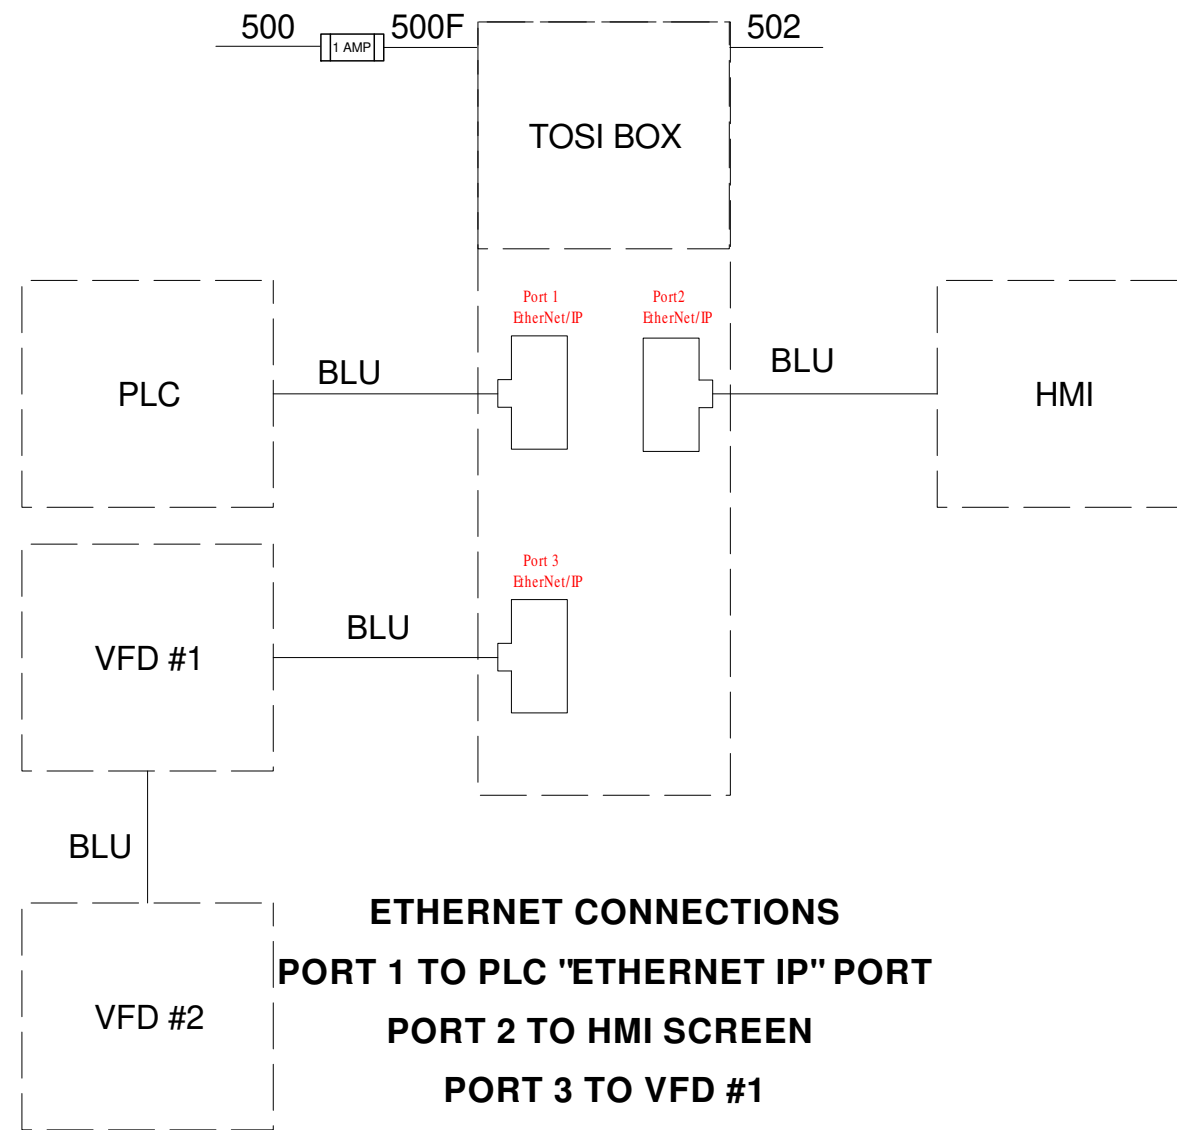 500
1 AMP
500F
502
TOSI BOX
Port 1
EtherNet/IP
Port2
EtherNet/IP
PLC
BLU
BLU
HMI
Port 3
EtherNet/IP
VFD #1
BLU
BLU
VFD #2
ETHERNET CONNECTIONS
PORT 1 TO PLC "ETHERNET IP" PORT
PORT 2 TO HMI SCREEN
PORT 3 TO VFD #1